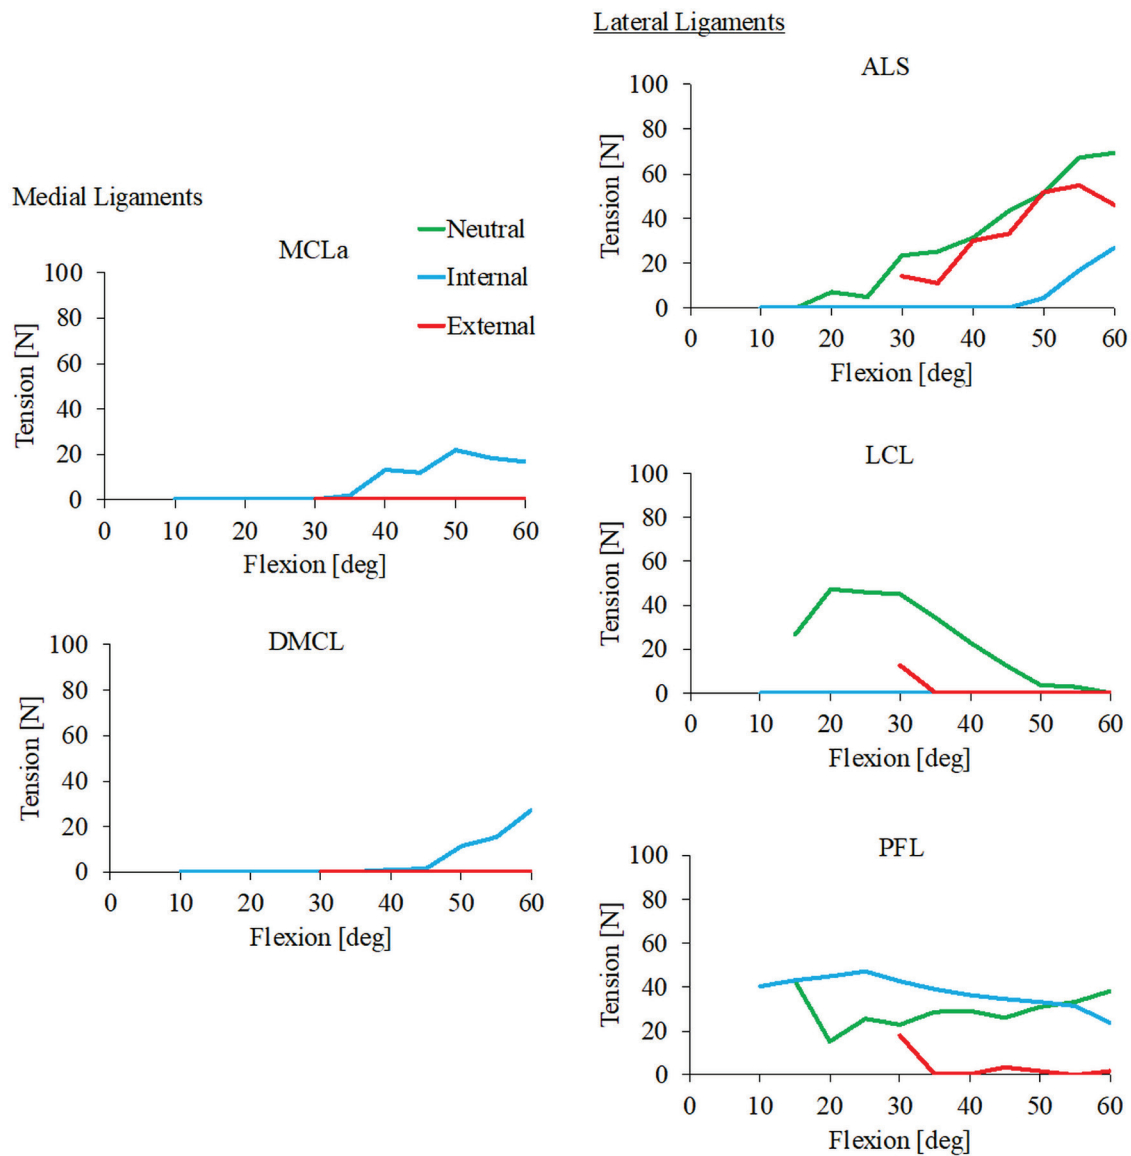 Lateral Ligaments
ALS
100
80
60
40
20
0
Tension [N]
0 10 20 30 40 50 60
Flexion [deg]
Medial Ligaments
Neutral
Internal
External
MCLa
100
80
60
40
20
0
Tension [N]
0 10 20 30 40 50 60
Flexion [deg]
LCL
100
80
60
40
20
0
Tension [N]
0 10 20 30 40 50 60
Flexion [deg]
DMCL
100
80
60
40
20
0
Tension [N]
0 10 20 30 40 50 60
Flexion [deg]
PFL
100
80
60
40
20
0
Tension [N]
0 10 20 30 40 50 60
Flexion [deg]